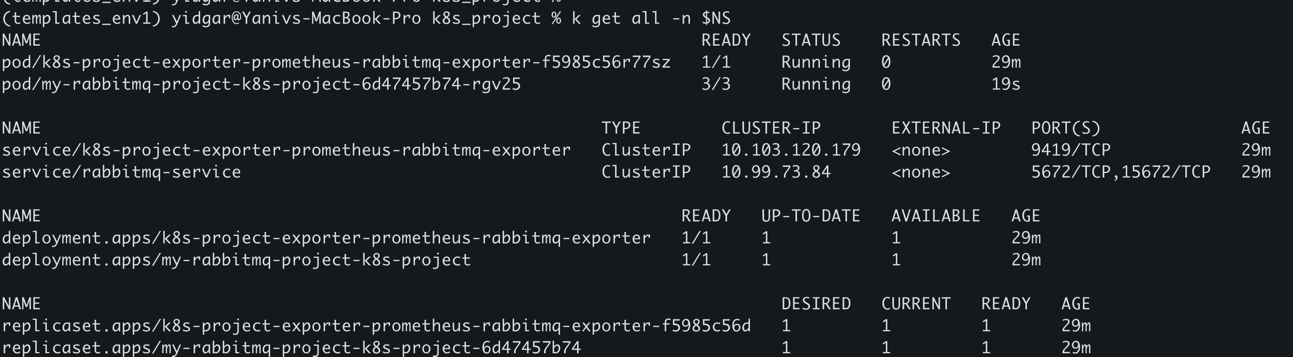 (templates_env1) yidgar@Yanivs-MacBook-Pro k8s_project %
(templates_env1) yidgar@Yanivs-MacBook-Pro k8s_project % k get all -n $NS
NAME READY STATUS RESTARTS AGE
pod/k8s-project-exporter-prometheus-rabbitmq-exporter-f5985c56r77sz 1/1 Running 0 29m
pod/my-rabbitmq-project-k8s-project-6d47457b74-rgv25 3/3 Running 0 19s
NAME TYPE CLUSTER-IP EXTERNAL-IP PORT(S) AGE
service/k8s-project-exporter-prometheus-rabbitmq-exporter ClusterIP 10.103.120.179 <none> 9419/TCP 29m
service/rabbitmq-service ClusterIP 10.99.73.84 <none> 5672/TCP,15672/TCP 29m
NAME READY UP-TO-DATE AVAILABLE AGE
deployment.apps/k8s-project-exporter-prometheus-rabbitmq-exporter 1/1 1 1 29m
deployment.apps/my-rabbitmq-project-k8s-project 1/1 1 1 29m
NAME DESIRED CURRENT READY AGE
replicaset.apps/k8s-project-exporter-prometheus-rabbitmq-exporter-f5985c56d 1 1 1 29m
replicaset.apps/my-rabbitmq-project-k8s-project-6d47457b74 1 1 1 29m